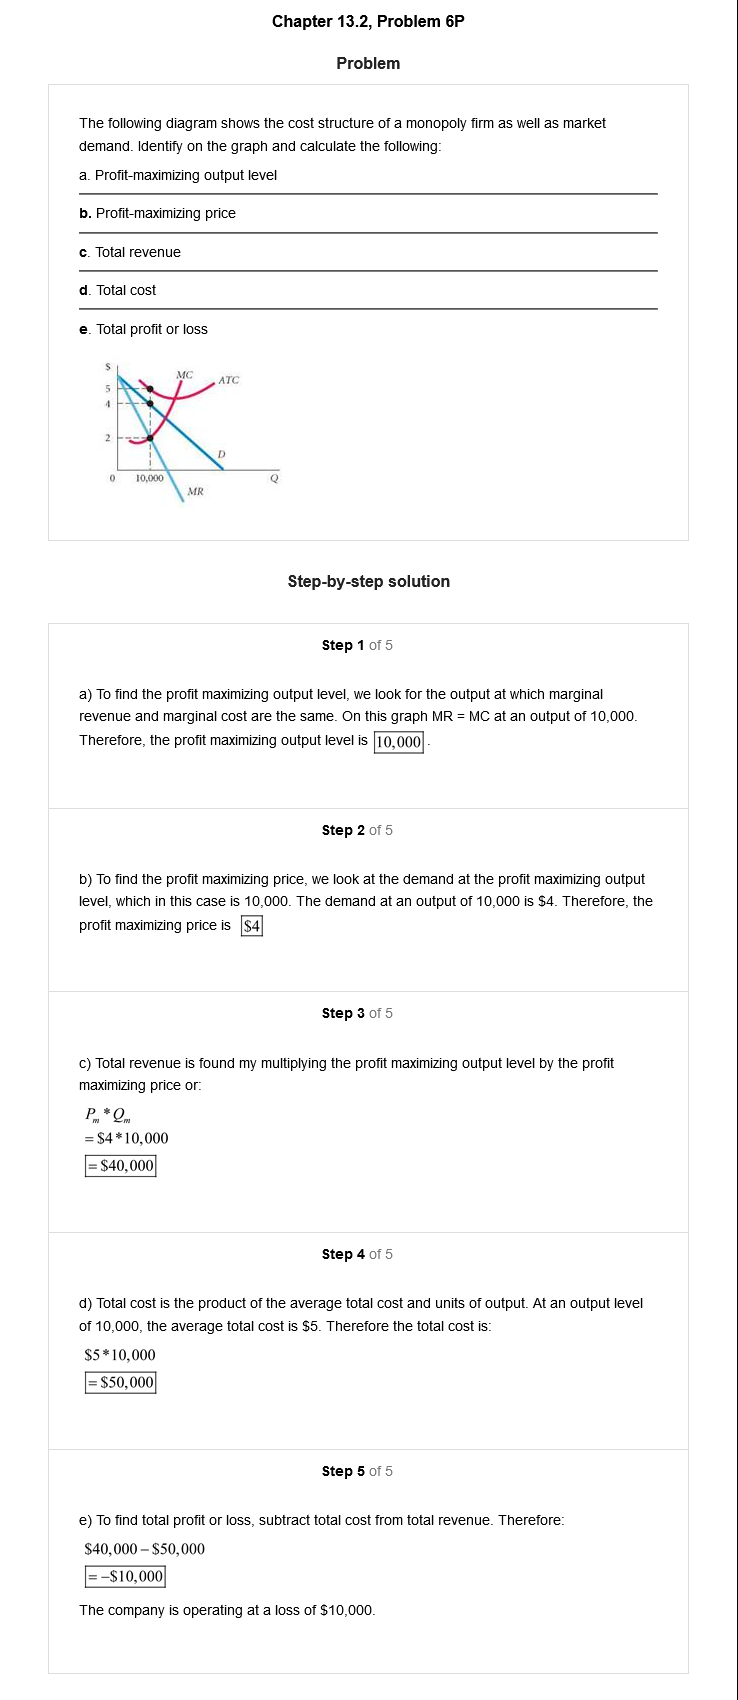 Chapter 13.2, Problem 6P
Problem
The following diagram shows the cost structure of a monopoly firm as well as market
demand. Identify on the graph and calculate the following:
a. Profit-maximizing output level
b. Profit-maximizing price
c. Total revenue
d. Total cost
e. Total profit or loss
$
MC
ATC
5
4
2
D
0 10,000 Q
MR
Step-by-step solution
Step 1 of 5
a) To find the profit maximizing output level, we look for the output at which marginal
revenue and marginal cost are the same. On this graph MR = MC at an output of 10,000.
Therefore, the profit maximizing output level is 10,000 .
Step 2 of 5
b) To find the profit maximizing price, we look at the demand at the profit maximizing output
level, which in this case is 10,000. The demand at an output of 10,000 is $4. Therefore, the
profit maximizing price is $4
Step 3 of 5
c) Total revenue is found my multiplying the profit maximizing output level by the profit
maximizing price or:
Pm * Qm
= $4 * 10,000
= $40,000
Step 4 of 5
d) Total cost is the product of the average total cost and units of output. At an output level
of 10,000, the average total cost is $5. Therefore the total cost is:
$5 * 10,000
= $50,000
Step 5 of 5
e) To find total profit or loss, subtract total cost from total revenue. Therefore:
$40,000 – $50,000
= –$10,000
The company is operating at a loss of $10,000.